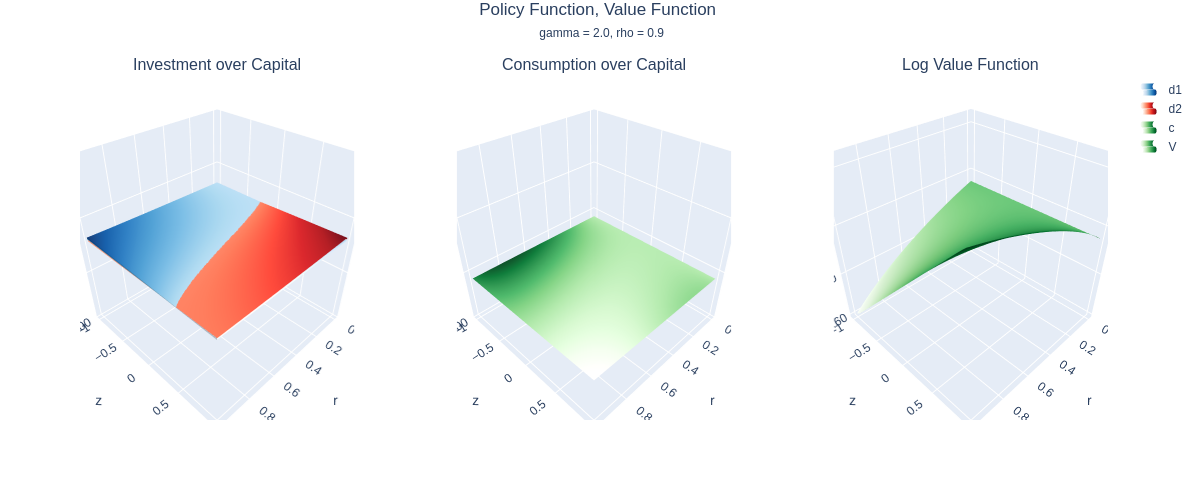 Policy Function, Value Function
gamma = 2.0, rho = 0.9
Investment over Capital
Consumption over Capital
Log Value Function
d1
d2
c
V
−0.5
0
0.5
z
0.2
0.4
0.6
0.8
r
−0.5
0
0.5
z
0.2
0.4
0.6
0.8
r
−1
−0.5
0
0.5
z
0
0.2
0.4
0.6
0.8
r